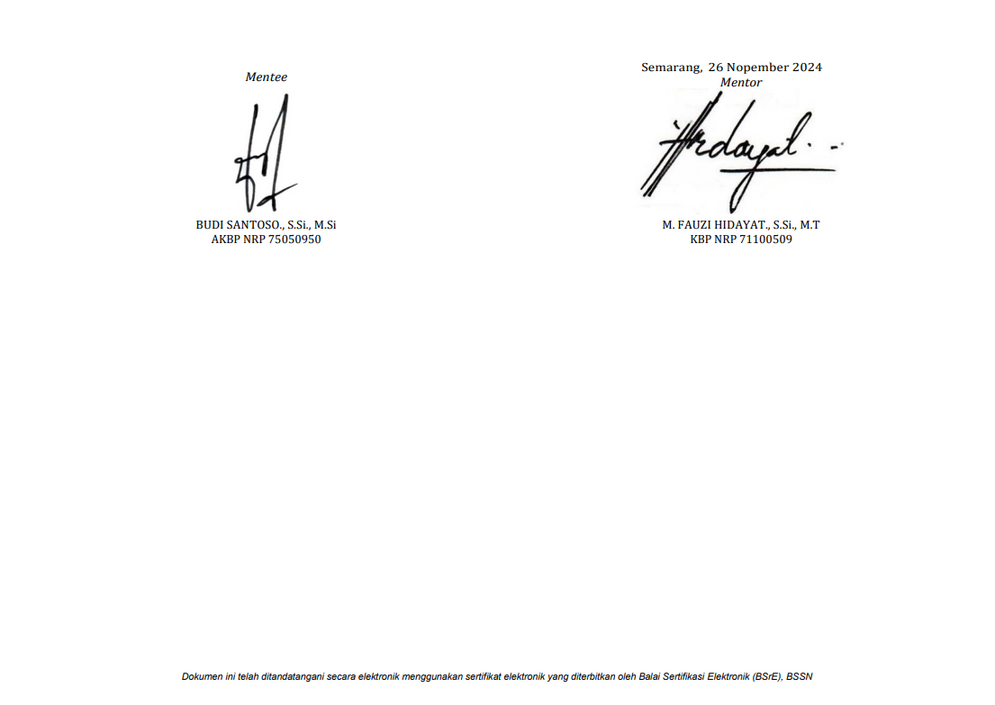 Semarang, 26 Nopember 2024
Mentee
Mentor
Hidayat
BUDI SANTOSO., S.Si., M.Si
M. FAUZI HIDAYAT., S.Si., M.T
AKBP NRP 75050950
KBP NRP 71100509
Dokumen ini telah ditandatangani secara elektronik menggunakan sertifikat elektronik yang diterbitkan oleh Balai Sertifikasi Elektronik (BSrE), BSSN